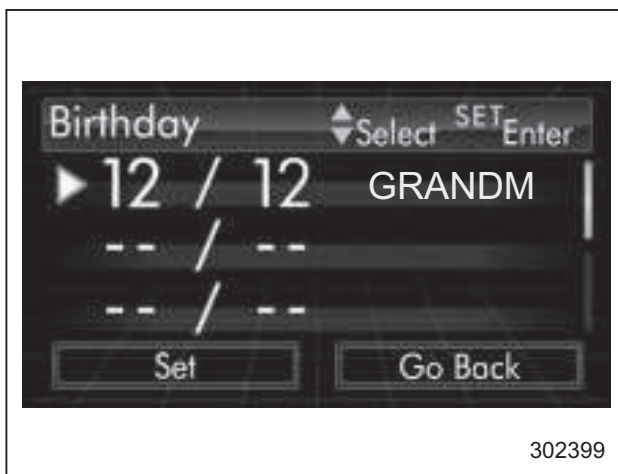 Birthday Select SET Enter
12 / 12 GRANDM
-- / --
-- / --
Set Go Back
302399